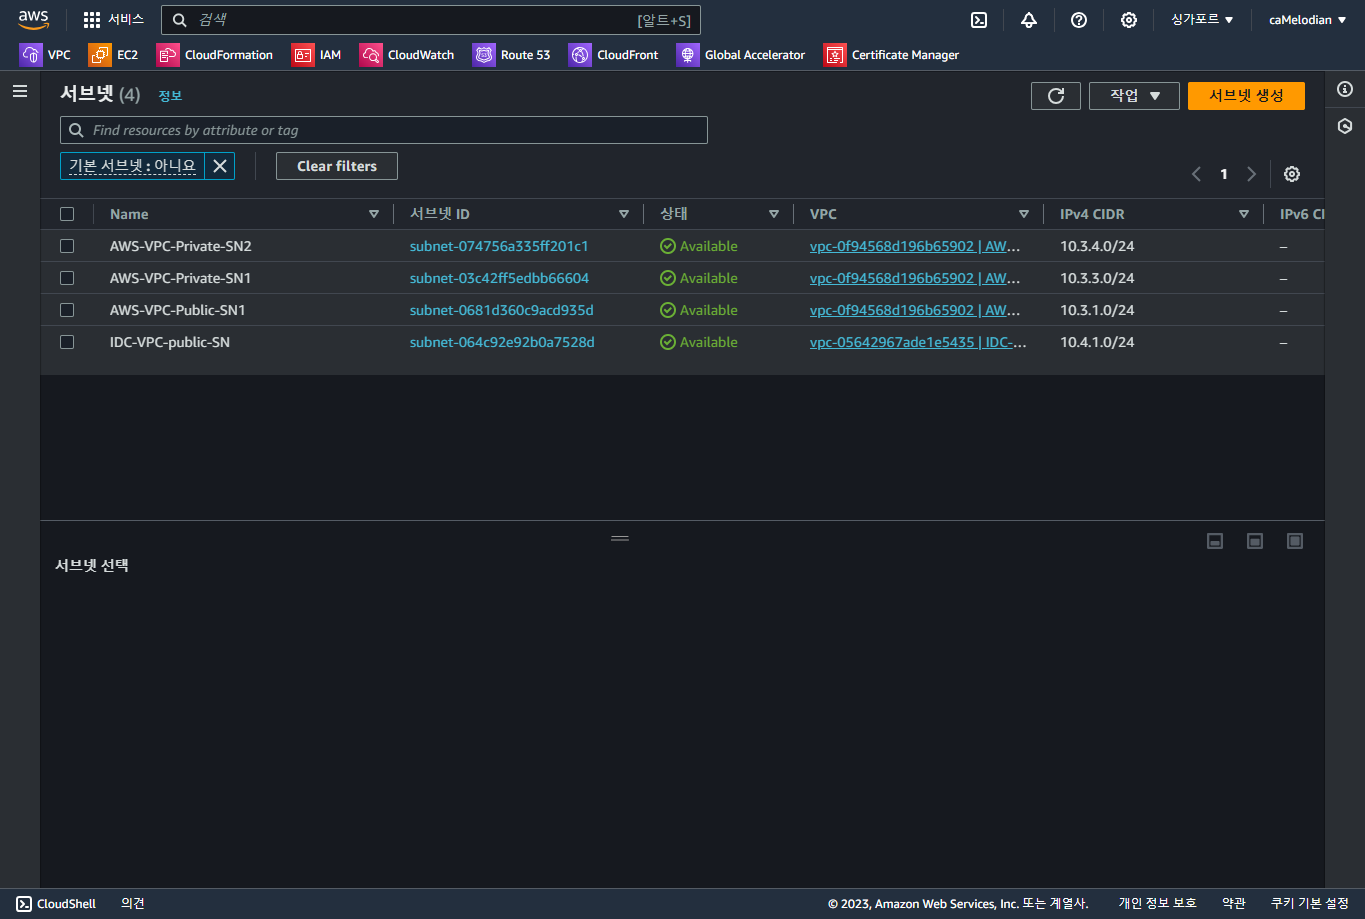 aws 서비스 검색 [알트+S] 싱가포르 caMelodian
VPC EC2 CloudFormation IAM CloudWatch Route 53 CloudFront Global Accelerator Certificate Manager
서브넷 (4) 정보 작업 서브넷 생성
Find resources by attribute or tag
기본 서브넷 : 아니요 Clear filters 1
Name 서브넷 ID 상태 VPC IPv4 CIDR IPv6 CI
AWS-VPC-Private-SN2 subnet-074756a335ff201c1 Available vpc-0f94568d196b65902 | AW... 10.3.4.0/24 –
AWS-VPC-Private-SN1 subnet-03c42ff5edbb66604 Available vpc-0f94568d196b65902 | AW... 10.3.3.0/24 –
AWS-VPC-Public-SN1 subnet-0681d360c9acd935d Available vpc-0f94568d196b65902 | AW... 10.3.1.0/24 –
IDC-VPC-public-SN subnet-064c92e92b0a7528d Available vpc-05642967ade1e5435 | IDC-... 10.4.1.0/24 –
서브넷 선택
CloudShell 의견 © 2023, Amazon Web Services, Inc. 또는 계열사. 개인 정보 보호 약관 쿠키 기본 설정